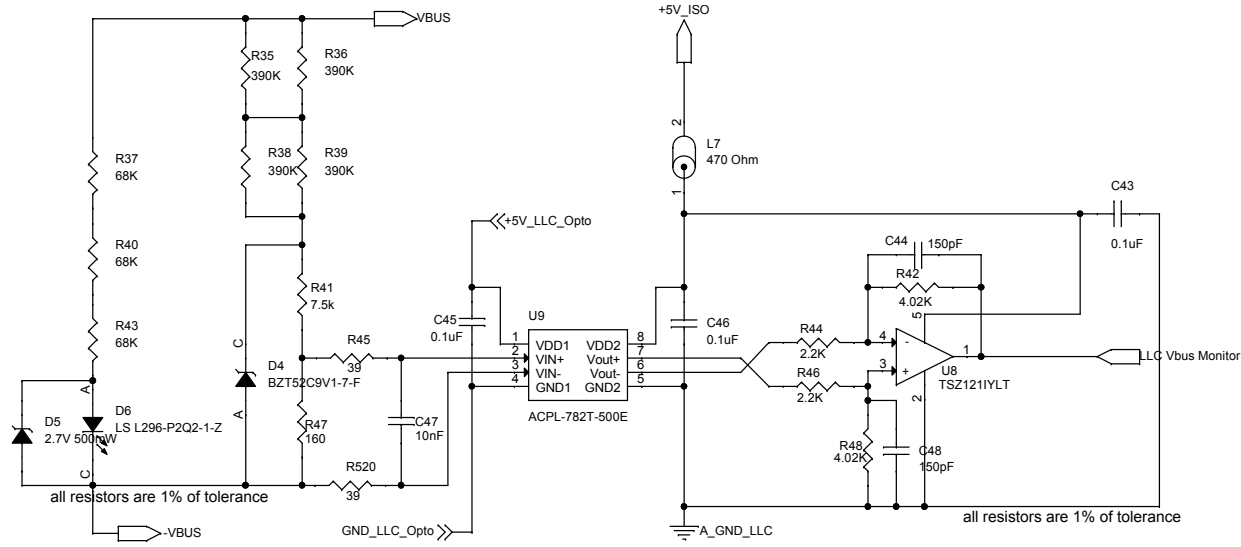 +5V_ISO
VBUS
R35
390K
R36
390K
2
L7
470 Ohm
1
R37
68K
R38
390K
R39
390K
C43
0.1uF
+5V_LLC_Opto
C44
150pF
R40
68K
R41
7.5k
R42
4.02K
U9
C45
0.1uF
C46
0.1uF
5
R43
68K
R45
39
1
VDD1
VDD2
8
2
VIN+
Vout+
7
3
VIN-
Vout-
6
4
GND1
GND2
5
ACPL-782T-500E
R44
2.2K
R46
2.2K
4
-
3
+
1
U8
TSZ121IYLT
2
LLC Vbus Monitor
C
D4
BZT52C9V1-7-F
A
A
D5
2.7V 500mW
D6
LS L296-P2Q2-1-Z
C
R47
160
C47
10nF
R48
4.02K
C48
150pF
R520
39
all resistors are 1% of tolerance
-VBUS
GND_LLC_Opto
A_GND_LLC
all resistors are 1% of tolerance